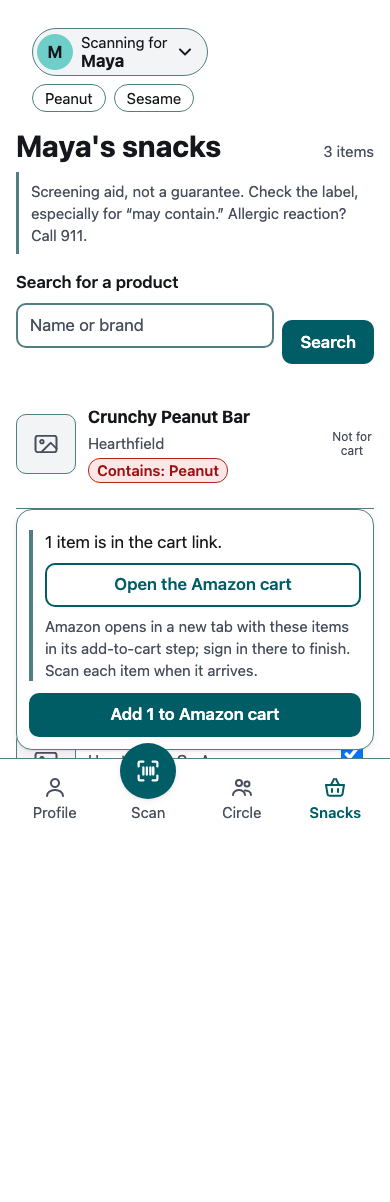 M
Scanning for
Maya
Peanut
Sesame
Maya's snacks
3 items
Screening aid, not a guarantee. Check the label,
especially for “may contain.” Allergic reaction?
Call 911.
Search for a product
Name or brand
Search
Crunchy Peanut Bar
Hearthfield
Contains: Peanut
Not for
cart
1 item is in the cart link.
Open the Amazon cart
Amazon opens in a new tab with these items
in its add-to-cart step; sign in there to finish.
Scan each item when it arrives.
Add 1 to Amazon cart
Profile
Scan
Circle
Snacks